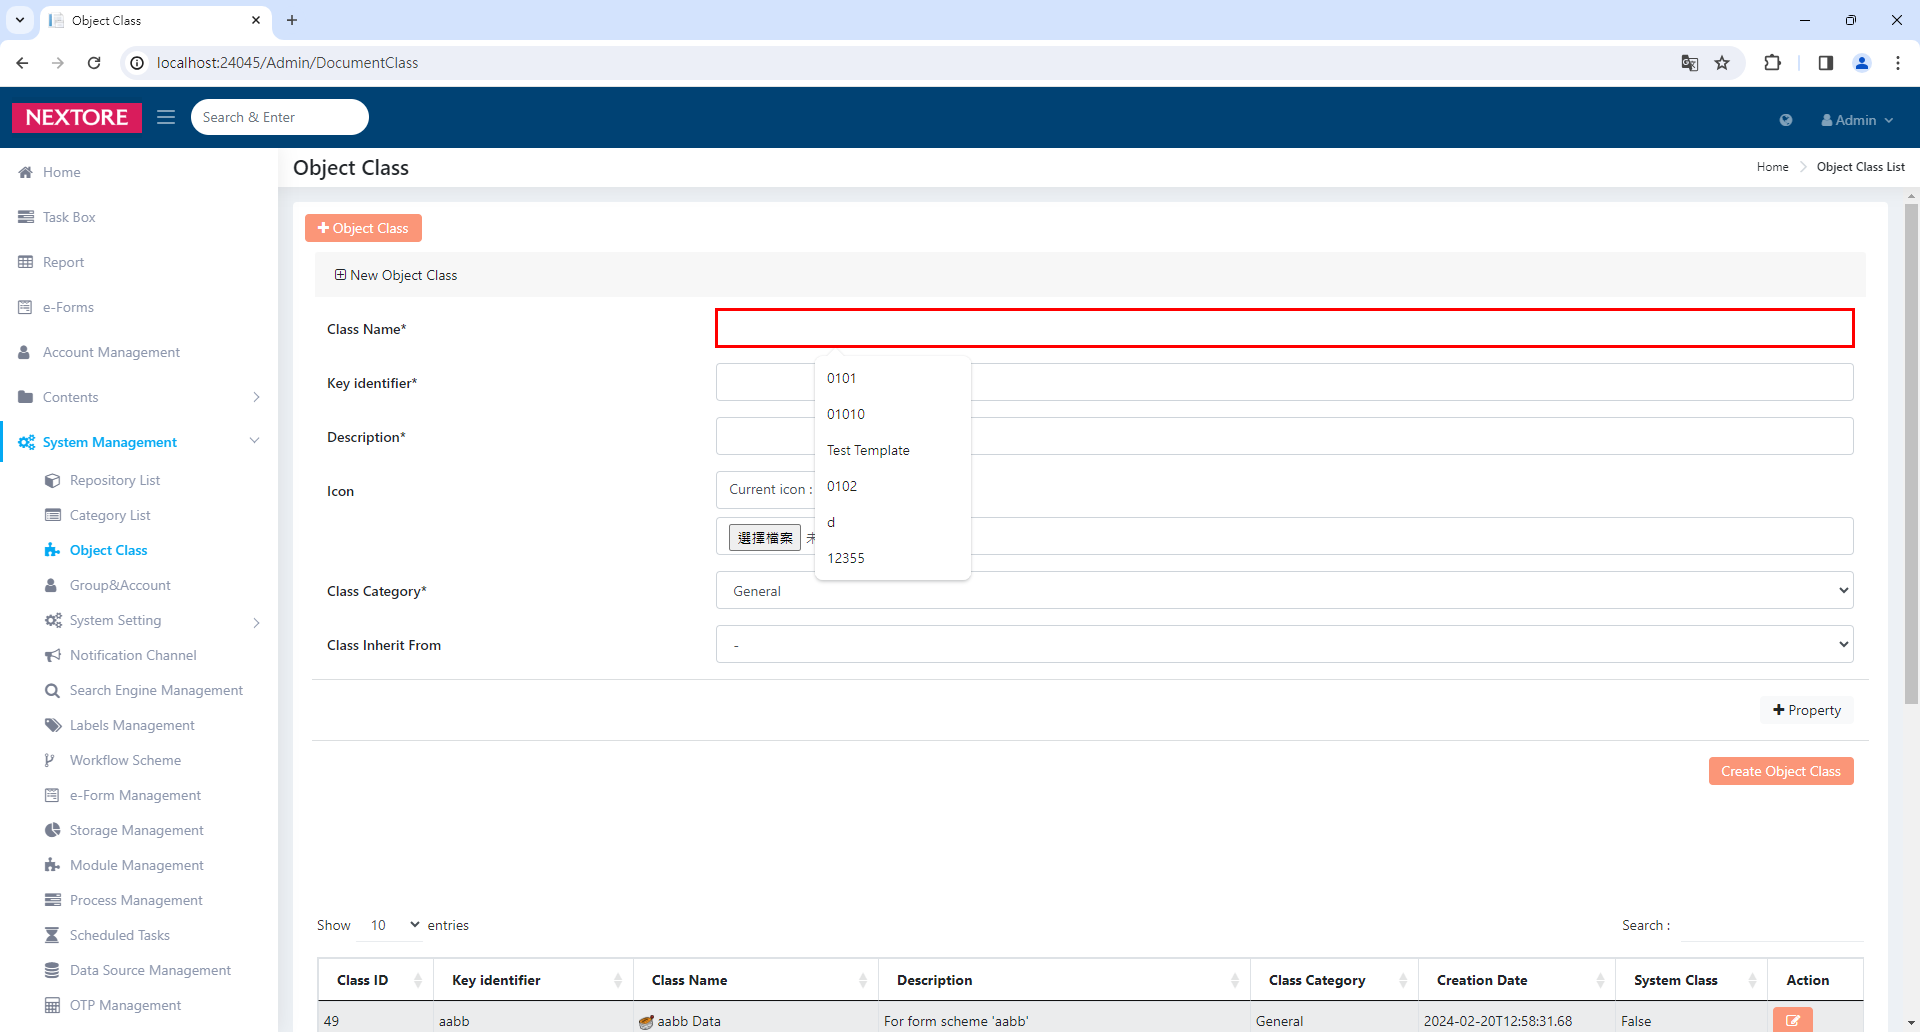 Object Class
localhost:24045/Admin/DocumentClass
NEXTORE
Search & Enter
Admin
Home
Task Box
Report
e-Forms
Account Management
Contents
System Management
Repository List
Category List
Object Class
Group&Account
System Setting
Notification Channel
Search Engine Management
Labels Management
Workflow Scheme
e-Form Management
Storage Management
Module Management
Process Management
Scheduled Tasks
Data Source Management
OTP Management
Object Class
Home Object Class List
Object Class
New Object Class
Class Name*
Key identifier*
Description*
Icon
Current icon :
選擇檔案 未
0101
01010
Test Template
0102
d
12355
Class Category*
General
Class Inherit From
-
Property
Create Object Class
Show 10 entries
Search :
Class ID Key identifier Class Name Description Class Category Creation Date System Class Action
49 aabb aabb Data For form scheme 'aabb' General 2024-02-20T12:58:31.68 False